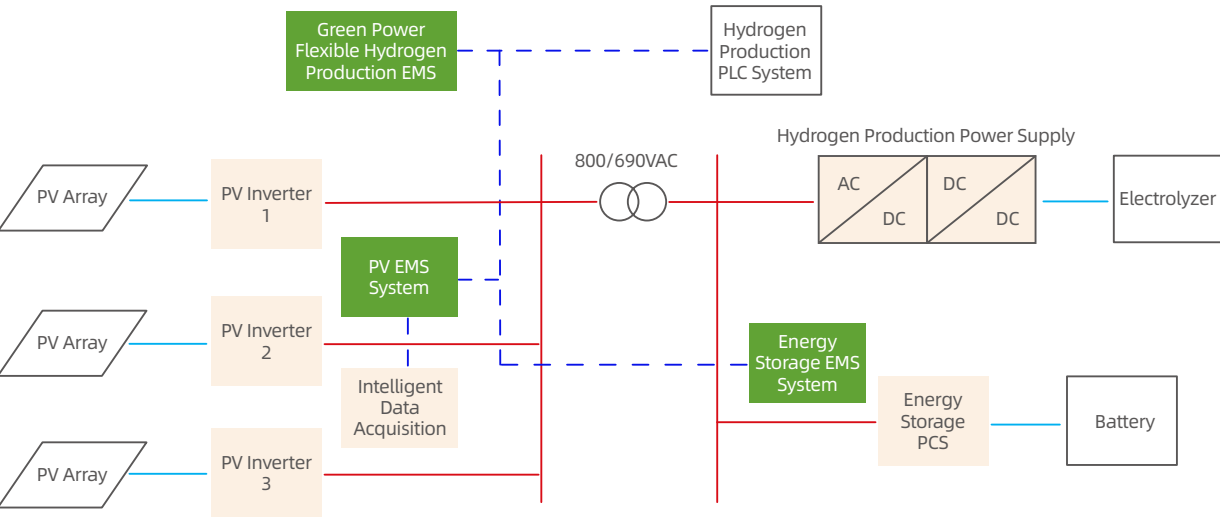 Green Power
Flexible Hydrogen
Production EMS
Hydrogen
Production
PLC System
Hydrogen Production Power Supply
800/690VAC
PV Array
PV Inverter
1
AC
DC
DC
DC
Electrolyzer
PV EMS
System
PV Array
PV Inverter
2
Energy
Storage EMS
System
Intelligent
Data
Acquisition
Energy
Storage
PCS
Battery
PV Array
PV Inverter
3